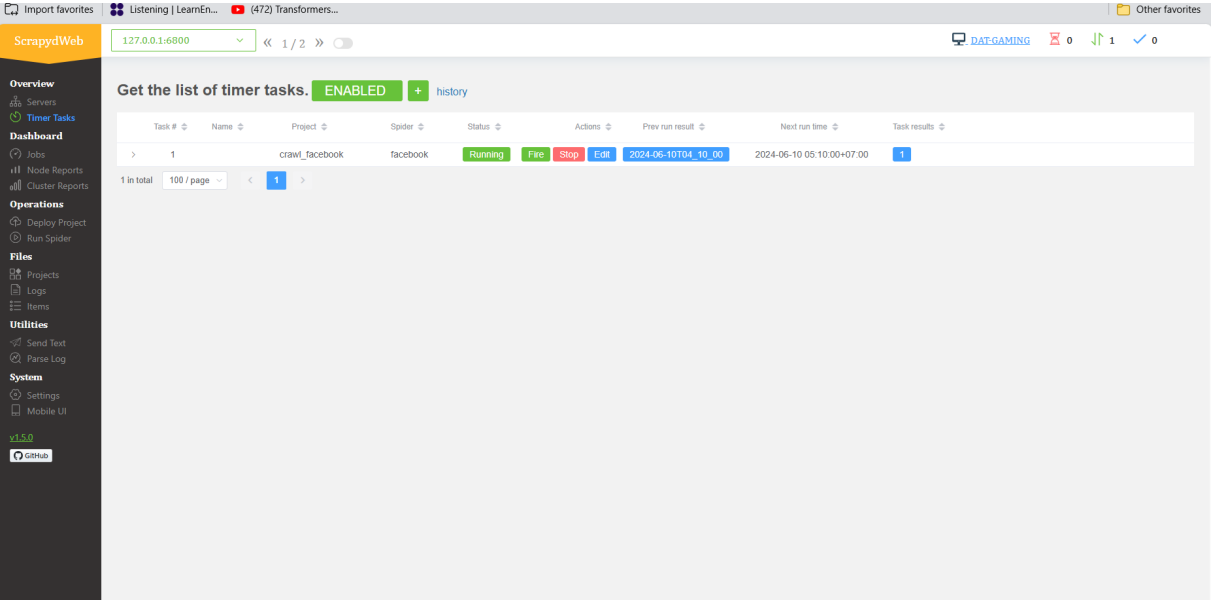 Import favorites Listening | LearnEn... (472) Transformers... Other favorites
ScrapydWeb
127.0.0.1:6800 1 / 2 DAT-GAMING 0 1 0
Overview
Servers
Timer Tasks
Dashboard
Jobs
Node Reports
Cluster Reports
Operations
Deploy Project
Run Spider
Files
Projects
Logs
Items
Utilities
Send Text
Parse Log
System
Settings
Mobile UI
v1.5.0
GitHub
Get the list of timer tasks. ENABLED + history
Task # Name Project Spider Status Actions Prev run result Next run time Task results
1 crawl_facebook facebook Running Fire Stop Edit 2024-06-10T04_10_00 2024-06-10 05:10:00+07:00 1
1 in total 100 / page 1